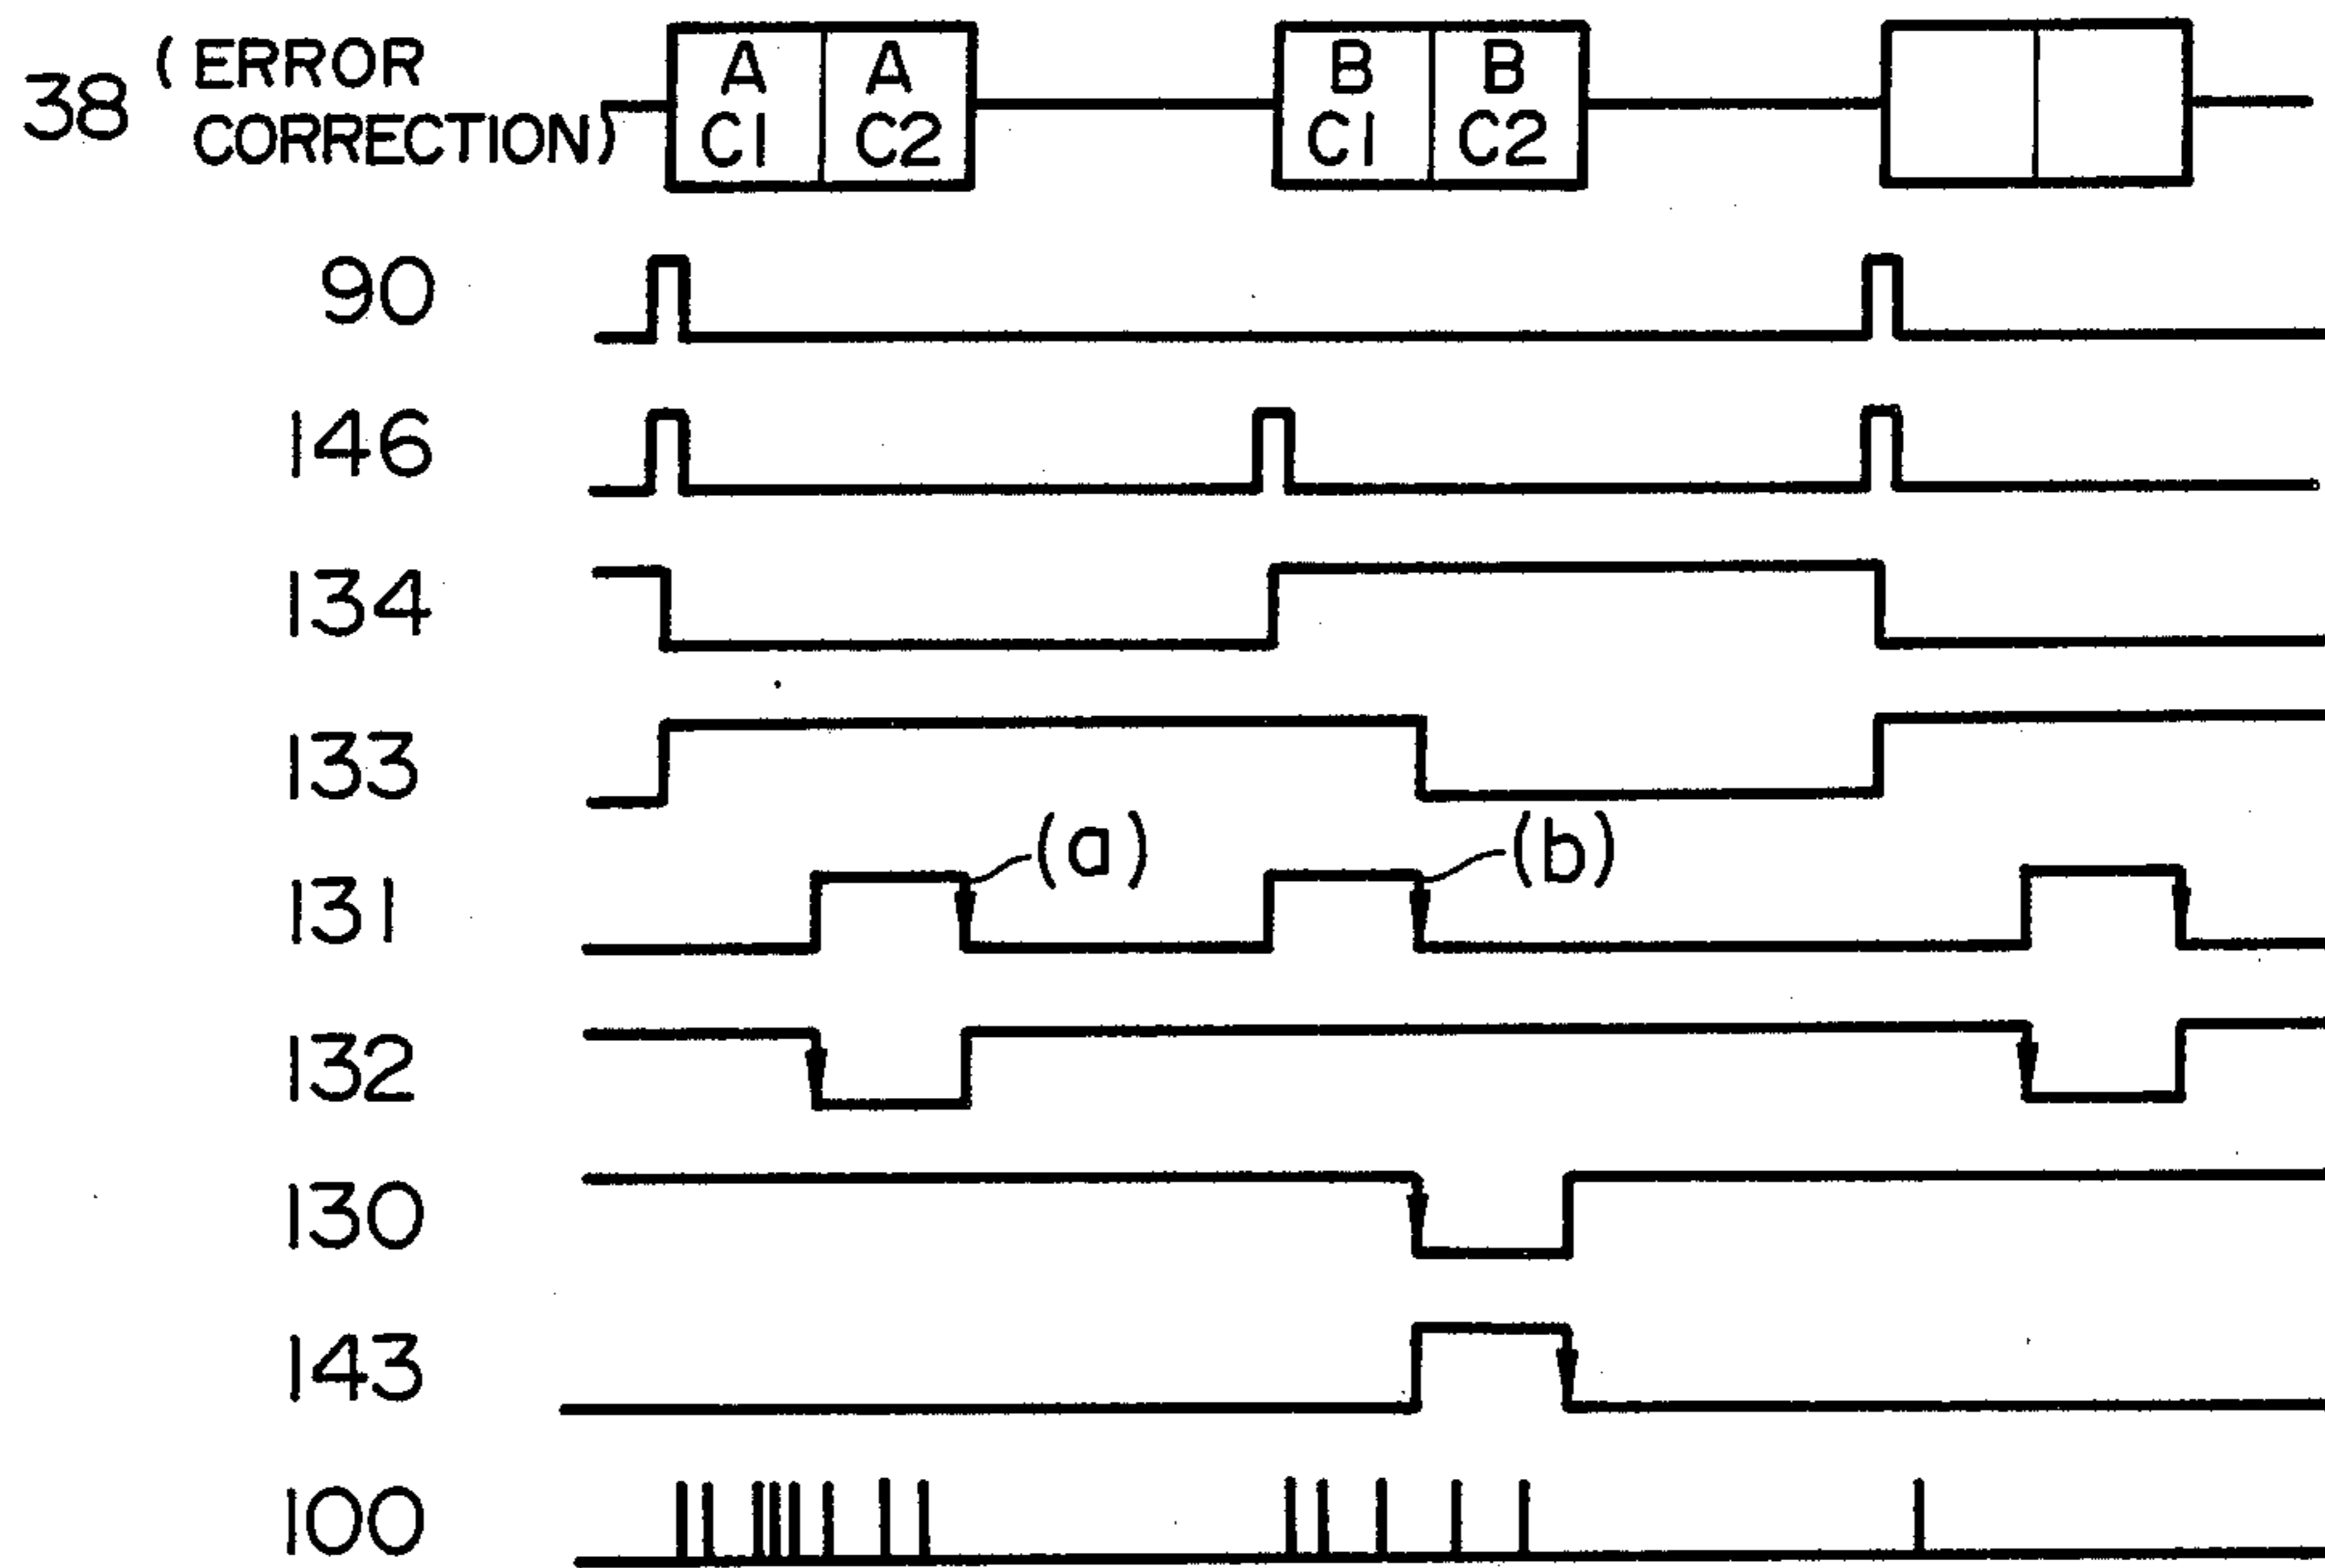 38 (ERROR CORRECTION)
A C1
A C2
B C1
B C2
90
146
134
133
131
(a)
(b)
132
130
143
100